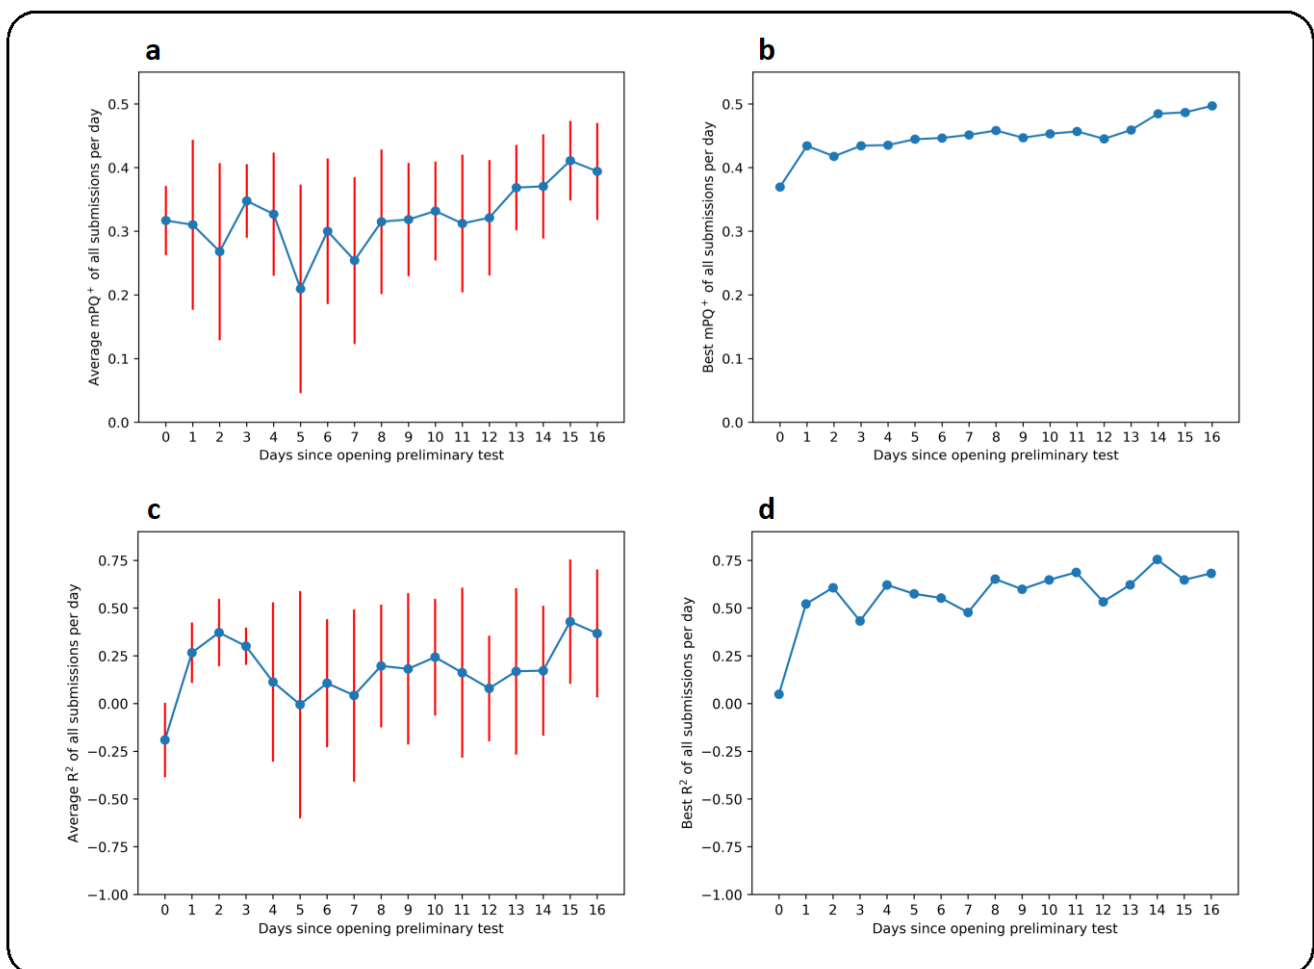 a
Average mPQ⁺ of all submissions per day
0.5
0.4
0.3
0.2
0.1
0.0
0 1 2 3 4 5 6 7 8 9 10 11 12 13 14 15 16
Days since opening preliminary test
b
Best mPQ⁺ of all submissions per day
0.5
0.4
0.3
0.2
0.1
0.0
0 1 2 3 4 5 6 7 8 9 10 11 12 13 14 15 16
Days since opening preliminary test
c
Average R² of all submissions per day
0.75
0.50
0.25
0.00
−0.25
−0.50
−0.75
−1.00
0 1 2 3 4 5 6 7 8 9 10 11 12 13 14 15 16
Days since opening preliminary test
d
Best R² of all submissions per day
0.75
0.50
0.25
0.00
−0.25
−0.50
−0.75
−1.00
0 1 2 3 4 5 6 7 8 9 10 11 12 13 14 15 16
Days since opening preliminary test